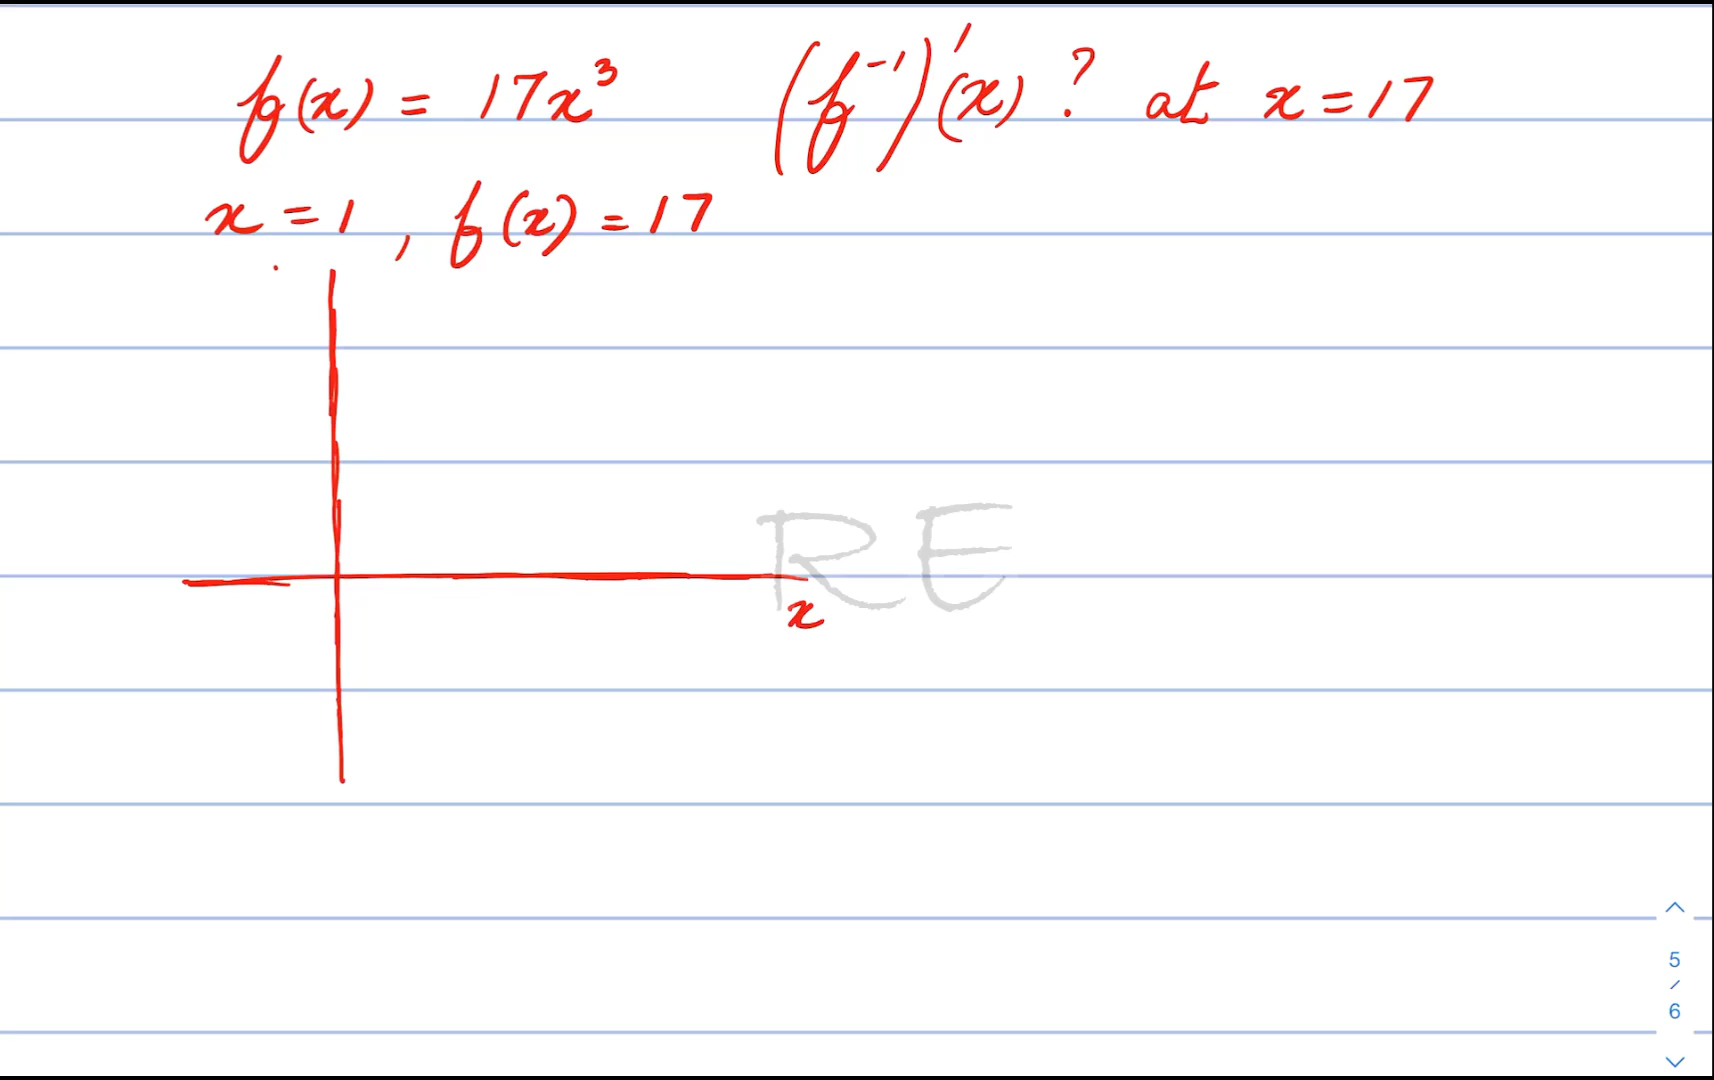 f(x) = 17x³ (f⁻¹)′(x) ? at x = 17
x = 1 , f(x) = 17
RE
x
5
/
6